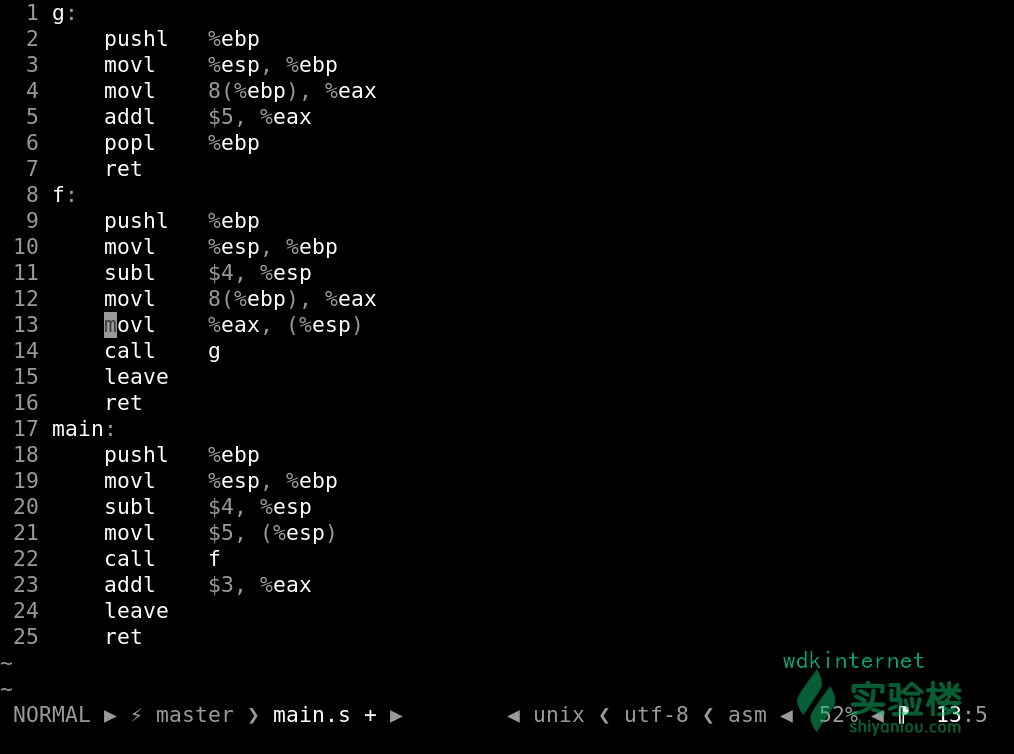 1 g:
2 pushl %ebp
3 movl %esp, %ebp
4 movl 8(%ebp), %eax
5 addl $5, %eax
6 popl %ebp
7 ret
8 f:
9 pushl %ebp
10 movl %esp, %ebp
11 subl $4, %esp
12 movl 8(%ebp), %eax
13 movl %eax, (%esp)
14 call g
15 leave
16 ret
17 main:
18 pushl %ebp
19 movl %esp, %ebp
20 subl $4, %esp
21 movl $5, (%esp)
22 call f
23 addl $3, %eax
24 leave
25 ret
~
~
wdkinternet
实验楼
shiyanlou.com
NORMAL ▶ ⚡ master ❯ main.s + ▶ ◀ unix ❮ utf-8 ❮ asm ◀ 52% ◀ 13:5